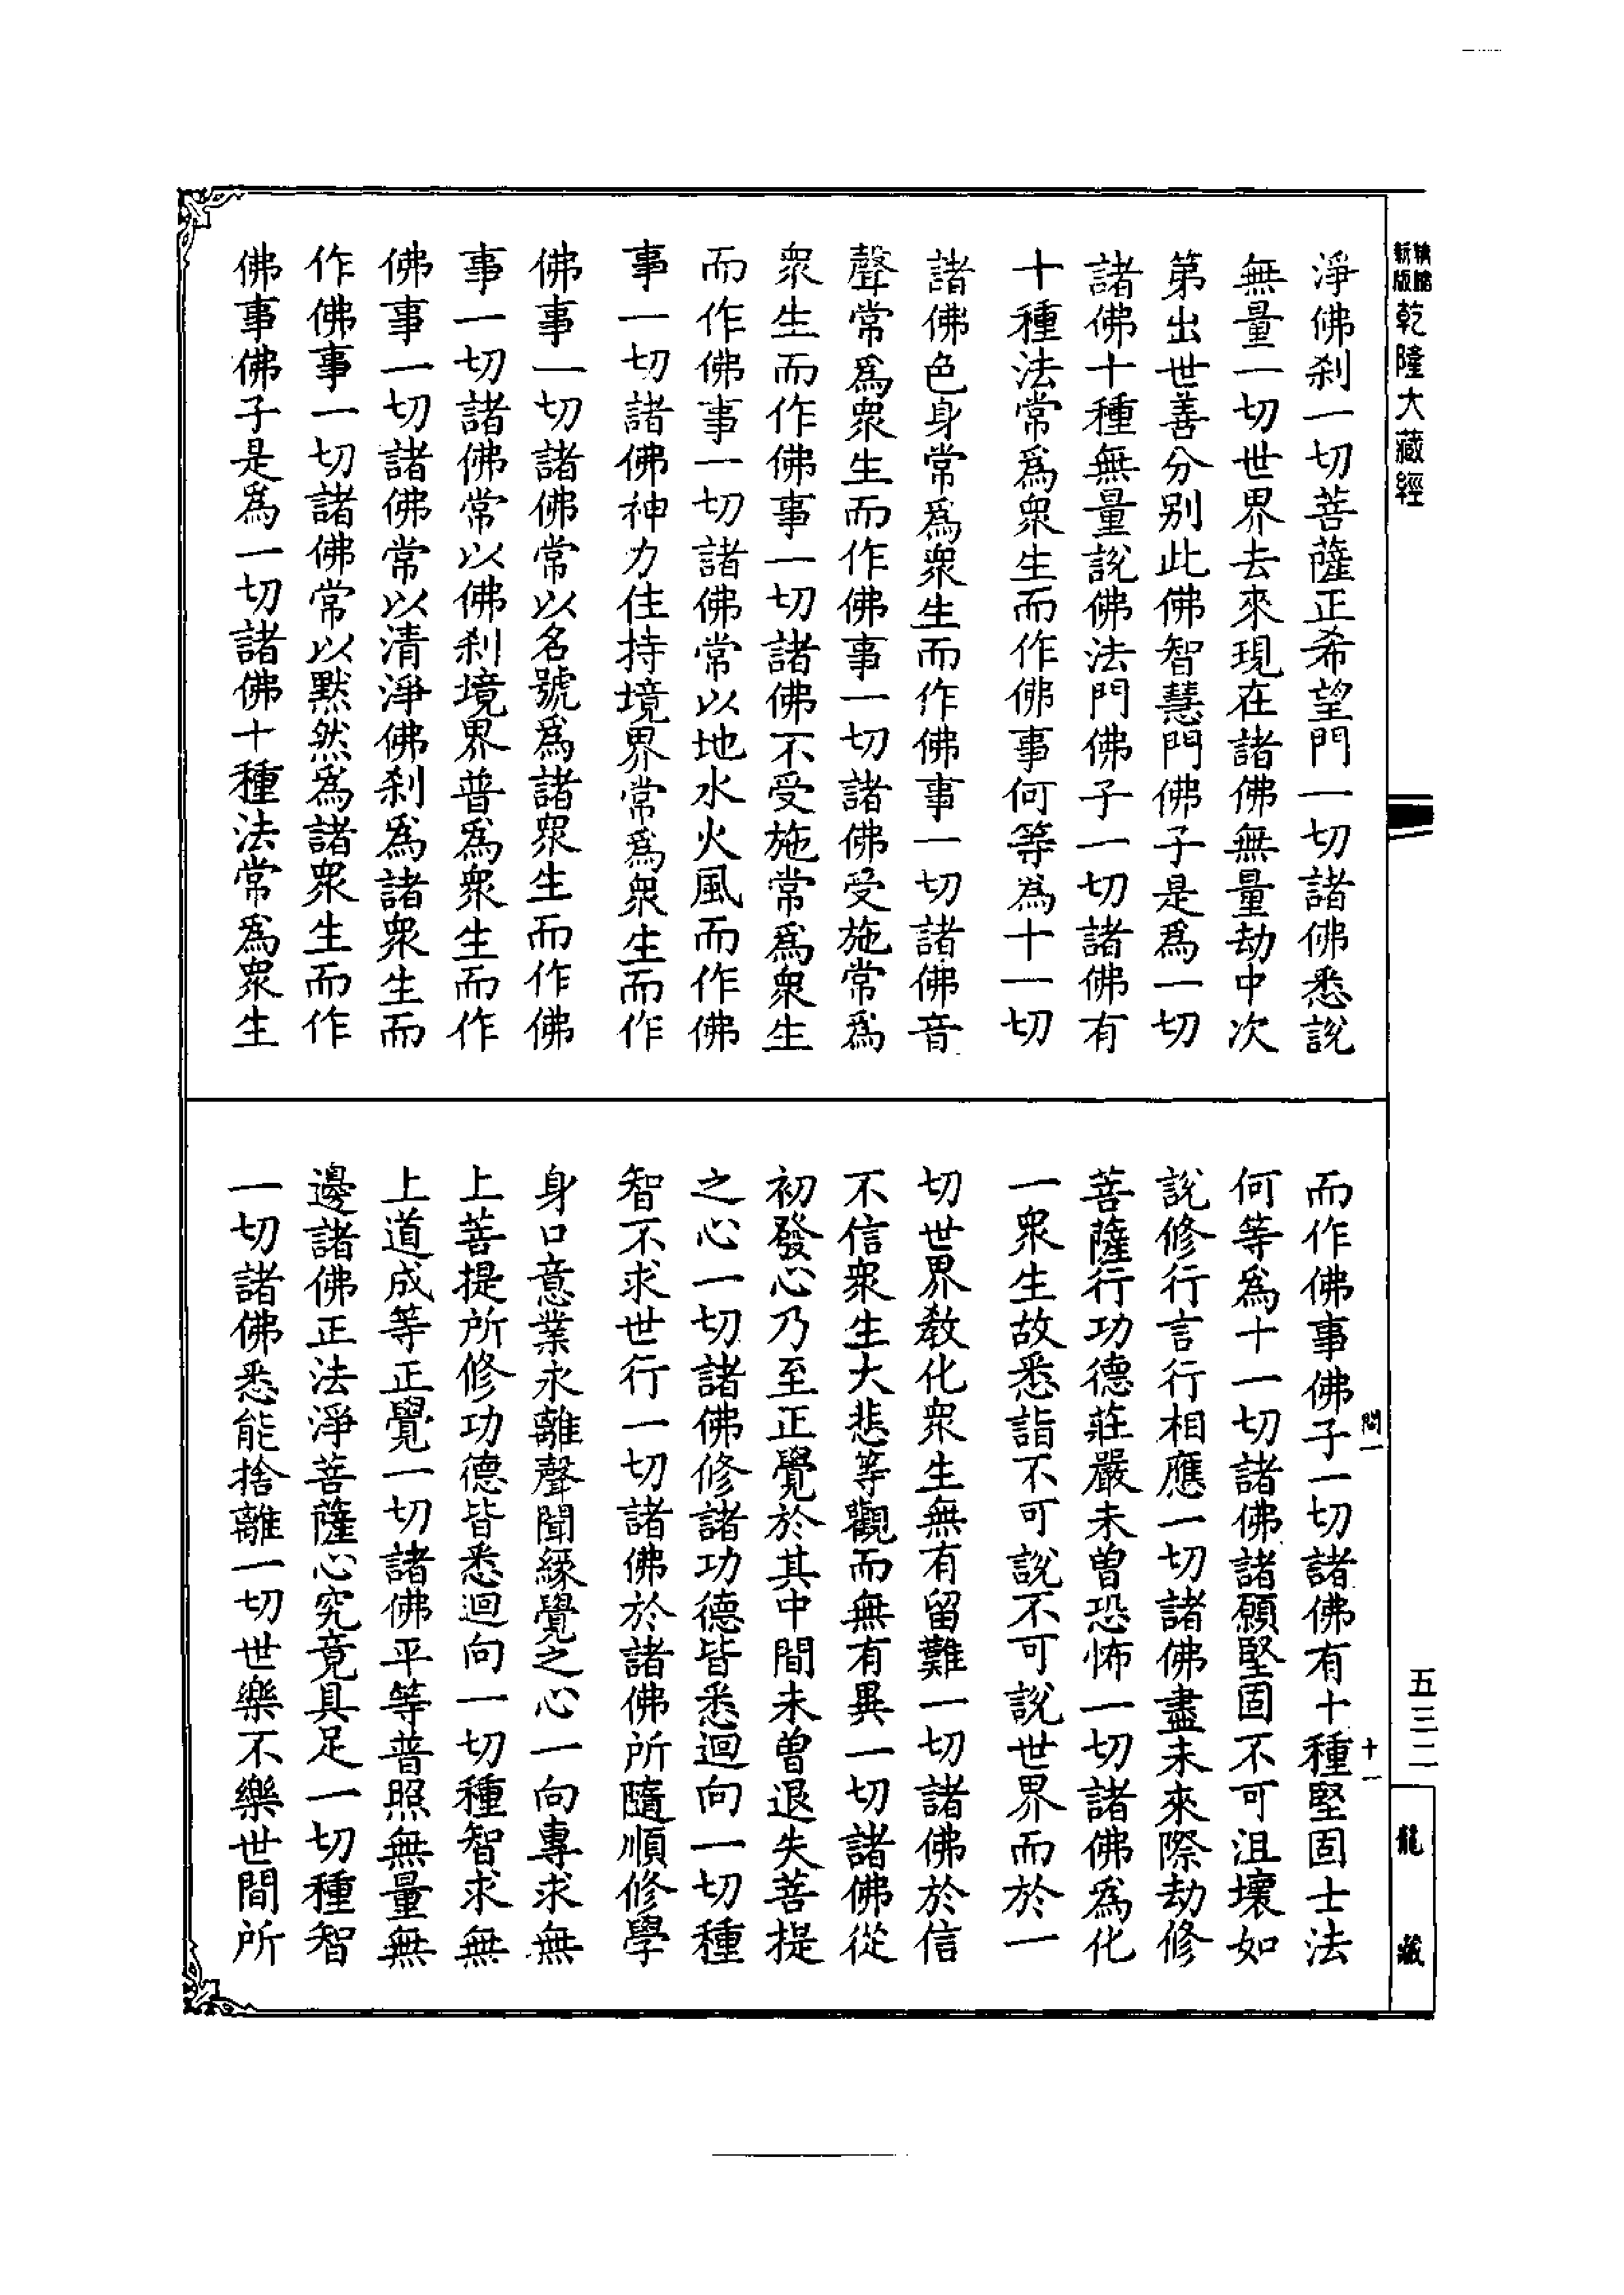 新版
乾隆大藏經
淨佛刹一切菩薩正希望門一切諸佛悉說
無量一切世界去來現在諸佛無量劫中次
第出世善分別此佛智慧門佛子是爲一切
諸佛十種無量說佛法門佛子一切諸佛有
十種法常爲衆生而作佛事何等爲十一切
諸佛色身常爲衆生而作佛事一切諸佛音
聲常爲衆生而作佛事一切諸佛受施常爲
衆生而作佛事一切諸佛不受施常爲衆生
而作佛事一切諸佛常以地水火風而作佛
事一切諸佛神力住持境界常爲衆生而作
佛事一切諸佛常以名號爲諸衆生而作佛
事一切諸佛常以佛刹境界普爲衆生而作
佛事一切諸佛常以清淨佛刹爲諸衆生而
作佛事一切諸佛常以默然爲諸衆生而作
佛事佛子是爲一切諸佛十種法常爲衆生
而作佛事佛子一切諸佛有十種堅固士法
何等爲十一切諸佛諸願堅固不可沮壞如
說修行言行相應一切諸佛盡未來際劫修
菩薩行功德莊嚴未曾恐怖一切諸佛爲化
一衆生故悉詣不可說不可說世界而於一
切世界教化衆生無有留難一切諸佛於信
不信衆生大悲等觀而無有異一切諸佛從
初發心乃至正覺於其中間未曾退失菩提
之心一切諸佛修諸功德皆悉迴向一切種
智不求世行一切諸佛於諸佛所隨順修學
身口意業永離聲聞緣覺之心一向專求無
上菩提所修功德皆悉迴向一切種智求無
上道成等正覺一切諸佛平等普照無量無
邊諸佛正法淨菩薩心究竟具足一切種智
一切諸佛悉能捨離一切世樂不樂世間所
問一
十一
五三二
龍藏